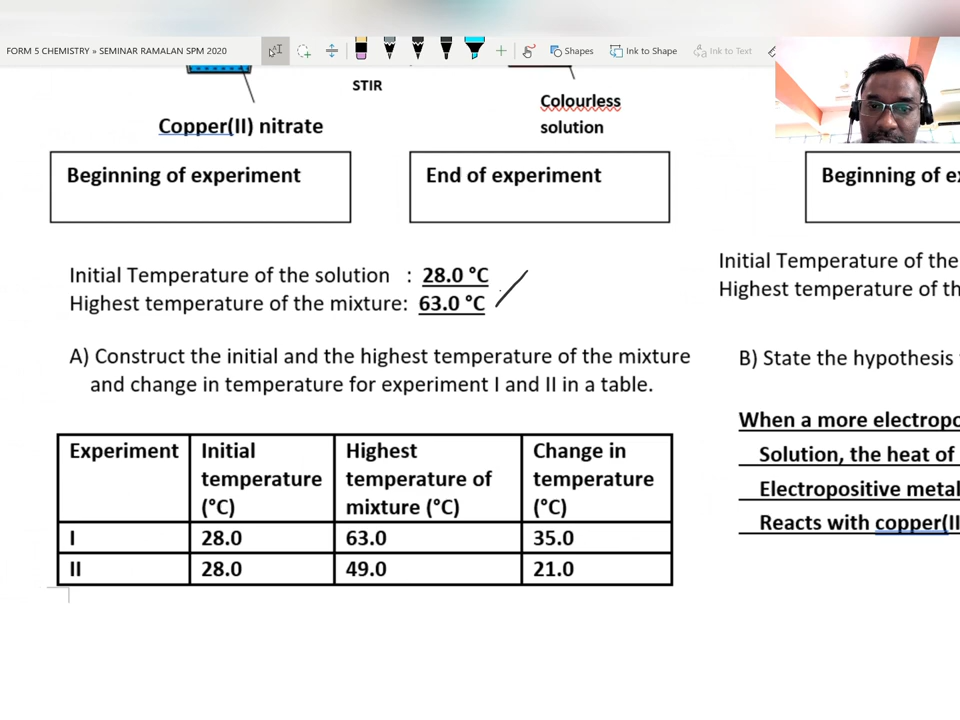 FORM 5 CHEMISTRY » SEMINAR RAMALAN SPM 2020
Shapes
Ink to Shape
Ink to Text
STIR
Copper(II) nitrate
Colourless
solution
Beginning of experiment
End of experiment
Initial Temperature of the solution : 28.0 °C
Highest temperature of the mixture: 63.0 °C
A) Construct the initial and the highest temperature of the mixture
and change in temperature for experiment I and II in a table.
Experiment Initial temperature (°C) Highest temperature of mixture (°C) Change in temperature (°C)
I 28.0 63.0 35.0
II 28.0 49.0 21.0
Beginning of ex
Initial Temperature of the
Highest temperature of th
B) State the hypothesis
When a more electropo
Solution, the heat of
Electropositive metal
Reacts with copper(II